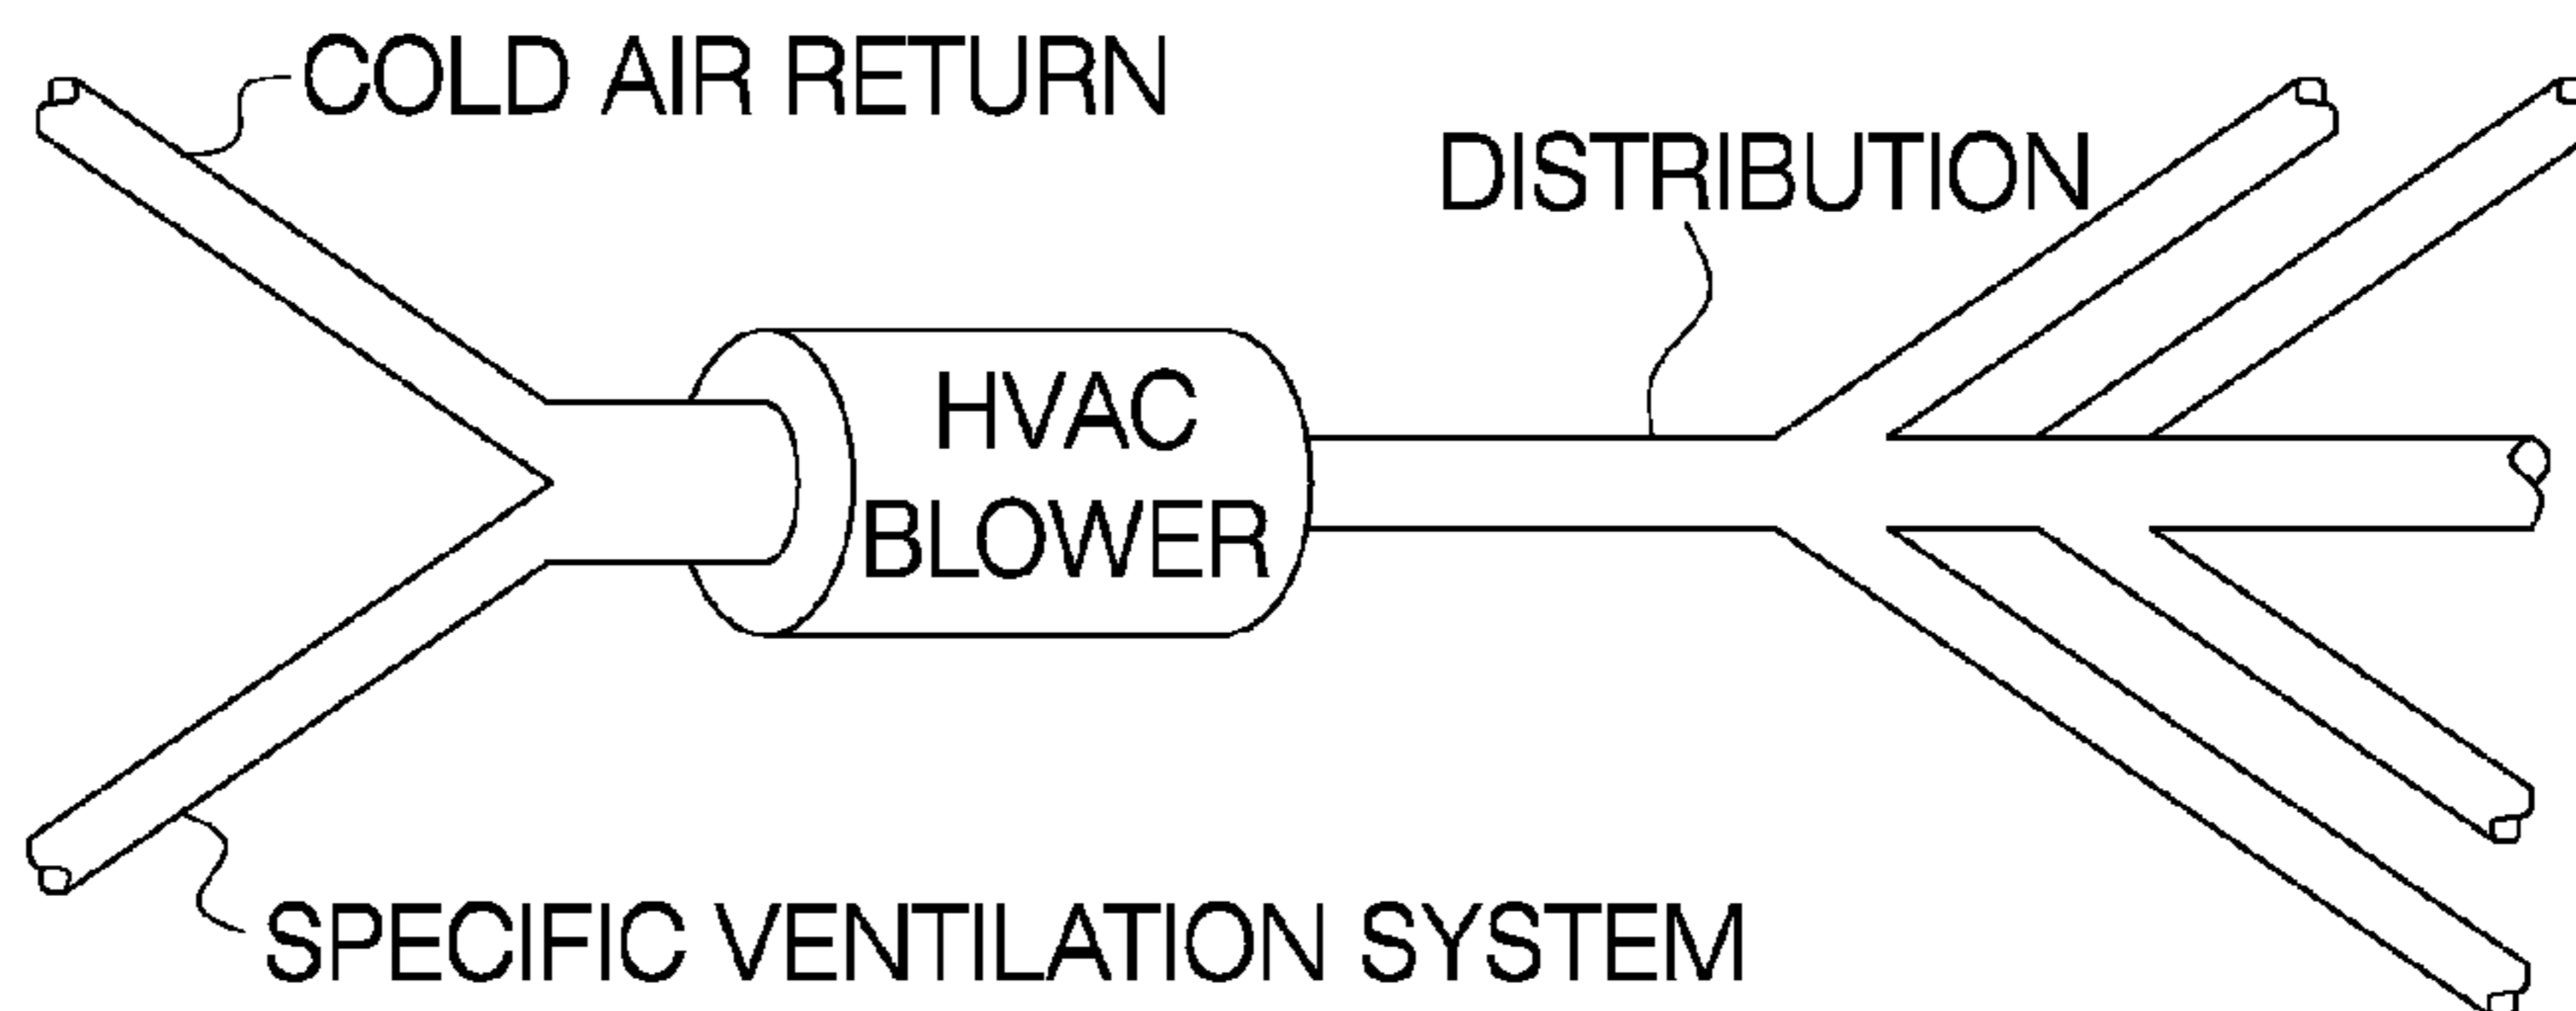 COLD AIR RETURN
DISTRIBUTION
HVAC
BLOWER
SPECIFIC VENTILATION SYSTEM